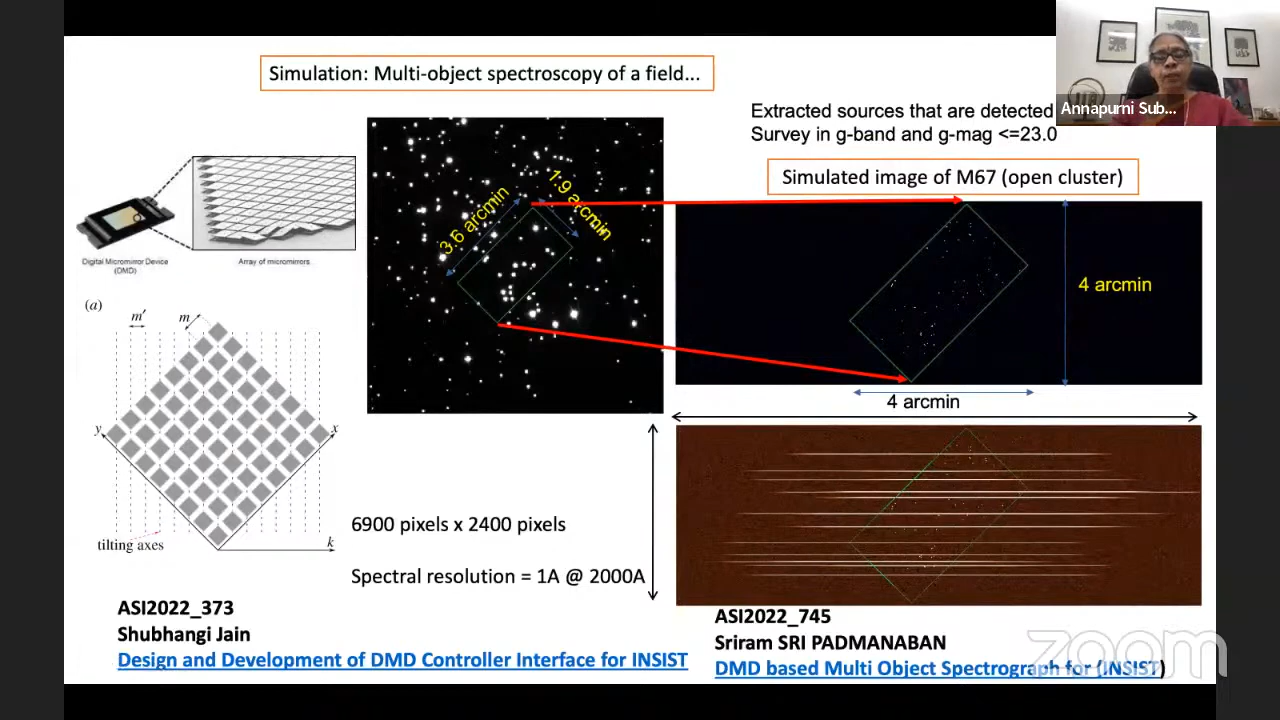 Simulation: Multi-object spectroscopy of a field...
Extracted sources that are detected
Survey in g-band and g-mag <=23.0
Annapurni Sub...
Simulated image of M67 (open cluster)
3.6 arcmin
1.9 arcmin
Digital Micromirror Device
(DMD)
Array of micromirrors
4 arcmin
4 arcmin
(a)
m'
m
y
x
k
tilting axes
6900 pixels x 2400 pixels
Spectral resolution = 1A @ 2000A
ASI2022_373
Shubhangi Jain
Design and Development of DMD Controller Interface for INSIST
ASI2022_745
Sriram SRI PADMANABAN
DMD based Multi Object Spectrograph for (INSIST)
zoom